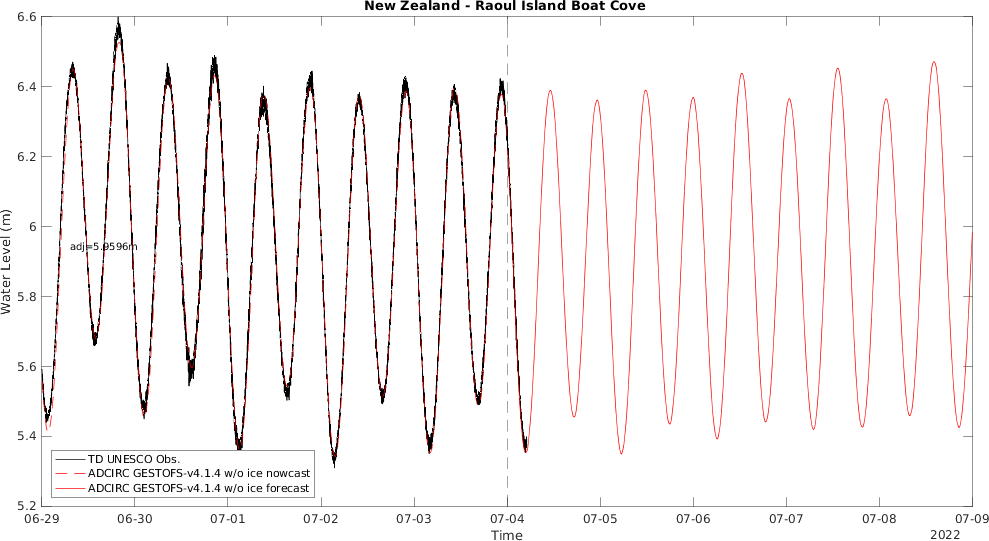 New Zealand - Raoul Island Boat Cove
Water Level (m)
6.6
6.4
6.2
6
5.8
5.6
5.4
5.2
adj=5.9596m
TD UNESCO Obs.
ADCIRC GESTOFS-v4.1.4 w/o ice nowcast
ADCIRC GESTOFS-v4.1.4 w/o ice forecast
06-29 06-30 07-01 07-02 07-03 07-04 07-05 07-06 07-07 07-08 07-09
Time
2022